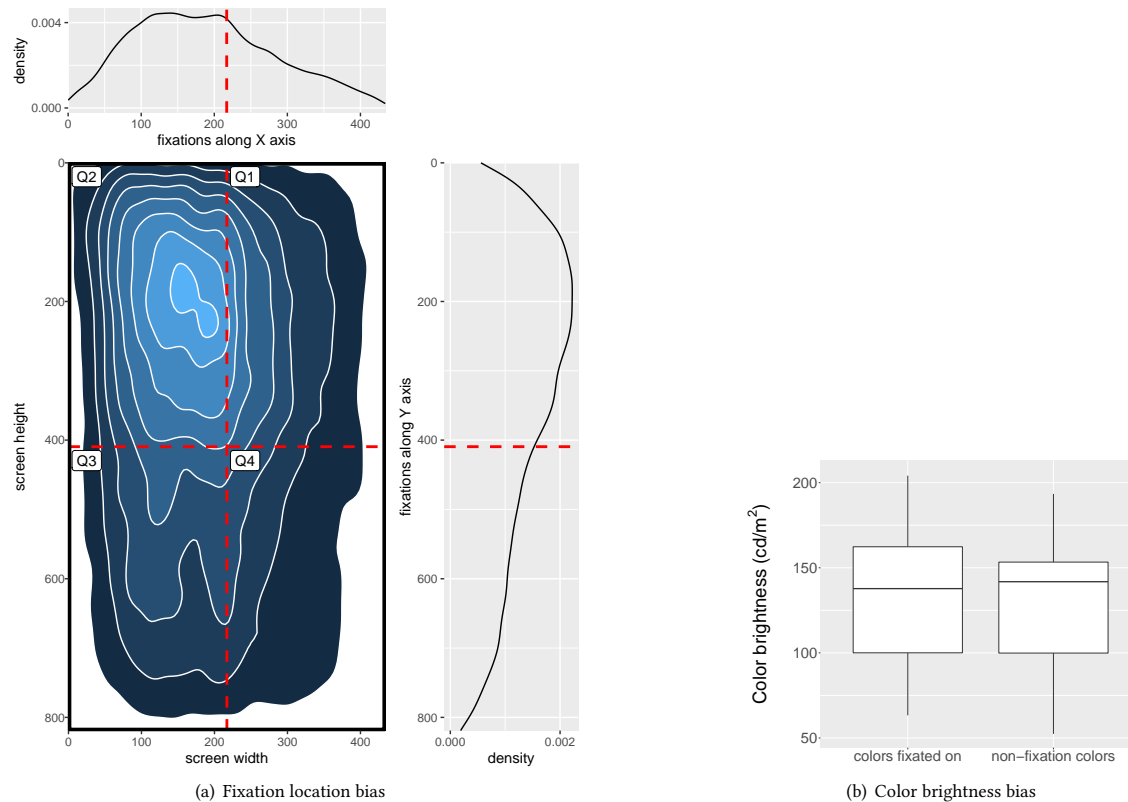 0.004
0.000
density
0 100 200 300 400
fixations along X axis
Q2 Q1
Q3 Q4
0
200
400
600
800
screen height
0 100 200 300 400
screen width
0
200
400
600
800
fixations along Y axis
0.000 0.002
density
(a) Fixation location bias
200
150
100
50
Color brightness (cd/m²)
colors fixated on non−fixation colors
(b) Color brightness bias